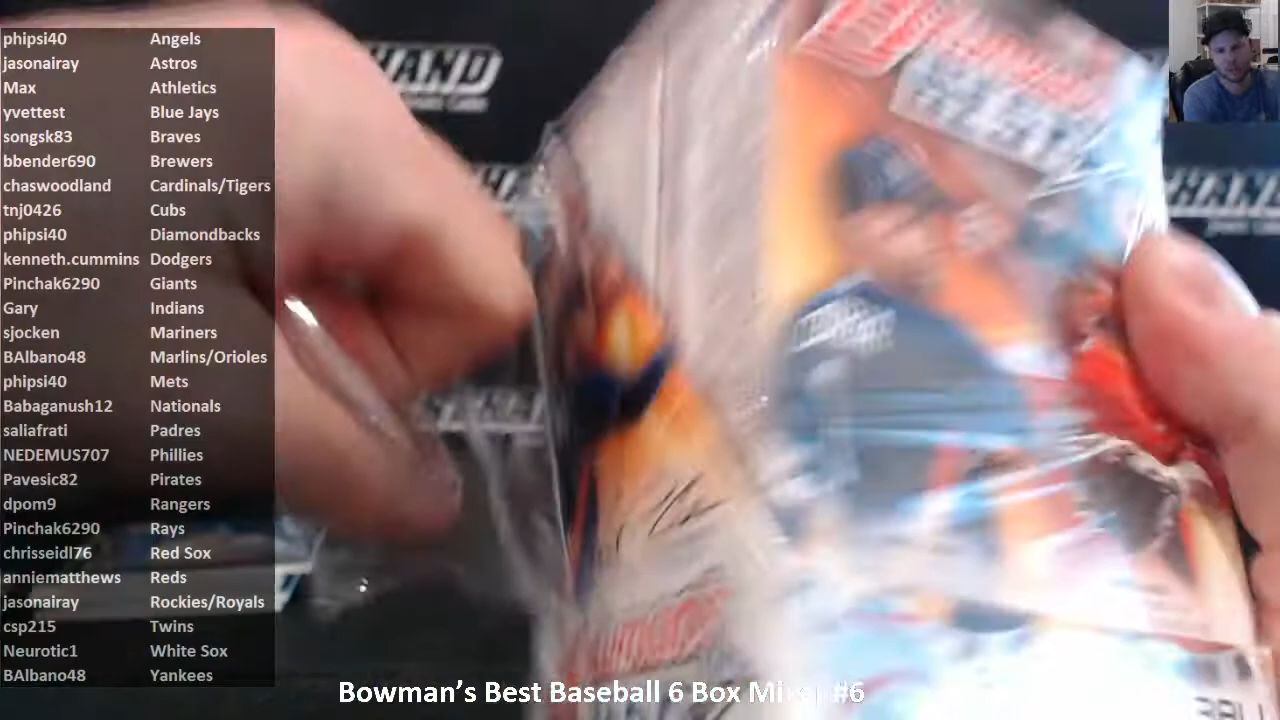 phipsi40 Angels
jasonairay Astros
Max Athletics
yvettest Blue Jays
songsk83 Braves
bbender690 Brewers
chaswoodland Cardinals/Tigers
tnj0426 Cubs
phipsi40 Diamondbacks
kenneth.cummins Dodgers
Pinchak6290 Giants
Gary Indians
sjocken Mariners
BAlbano48 Marlins/Orioles
phipsi40 Mets
Babaganush12 Nationals
saliafrati Padres
NEDEMUS707 Phillies
Pavesic82 Pirates
dpom9 Rangers
Pinchak6290 Rays
chrisseidl76 Red Sox
anniematthews Reds
jasonairay Rockies/Royals
csp215 Twins
Neurotic1 White Sox
BAlbano48 Yankees
Bowman's Best Baseball 6 Box Mixer #6